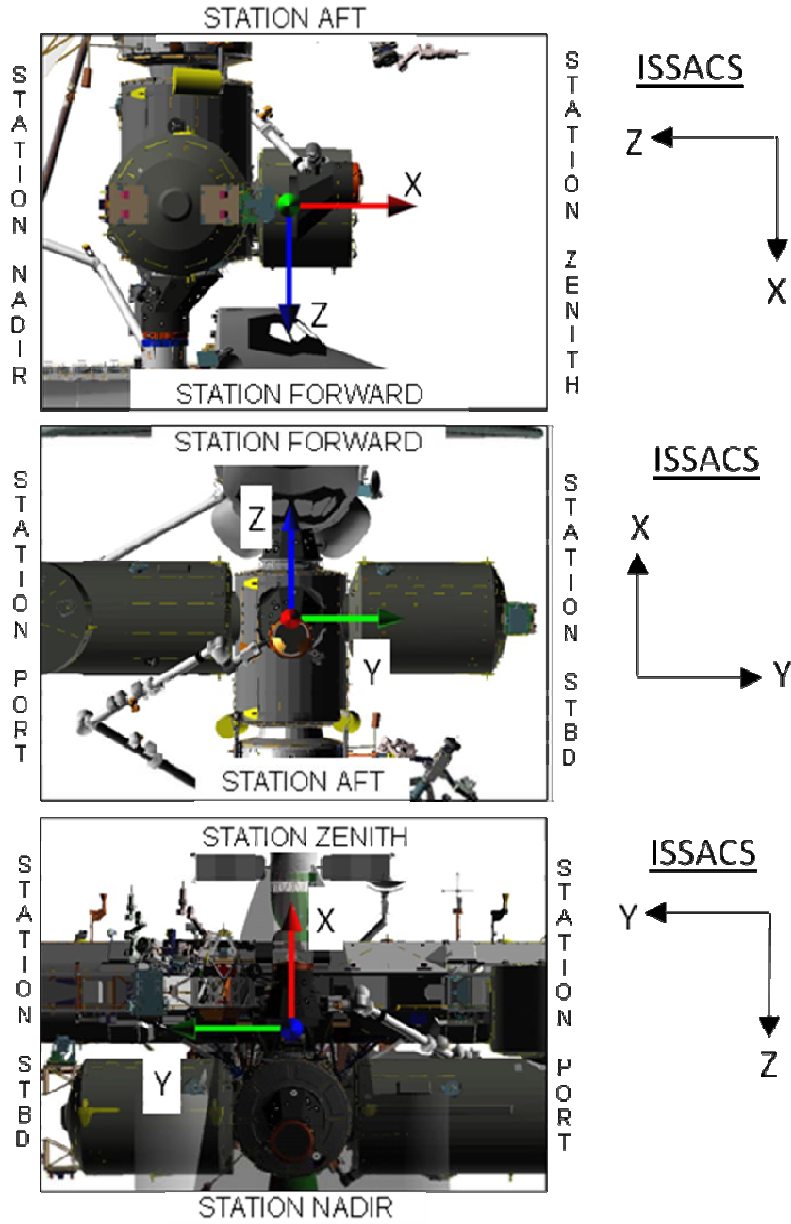 STATION AFT
STATION NADIR
X
Z
STATION ZENITH
STATION FORWARD
ISSACS
Z
X
STATION FORWARD
STATION PORT
Z
Y
STATION STBD
STATION AFT
ISSACS
X
Y
STATION ZENITH
STATION STBD
X
Y
STATION PORT
STATION NADIR
ISSACS
Y
Z